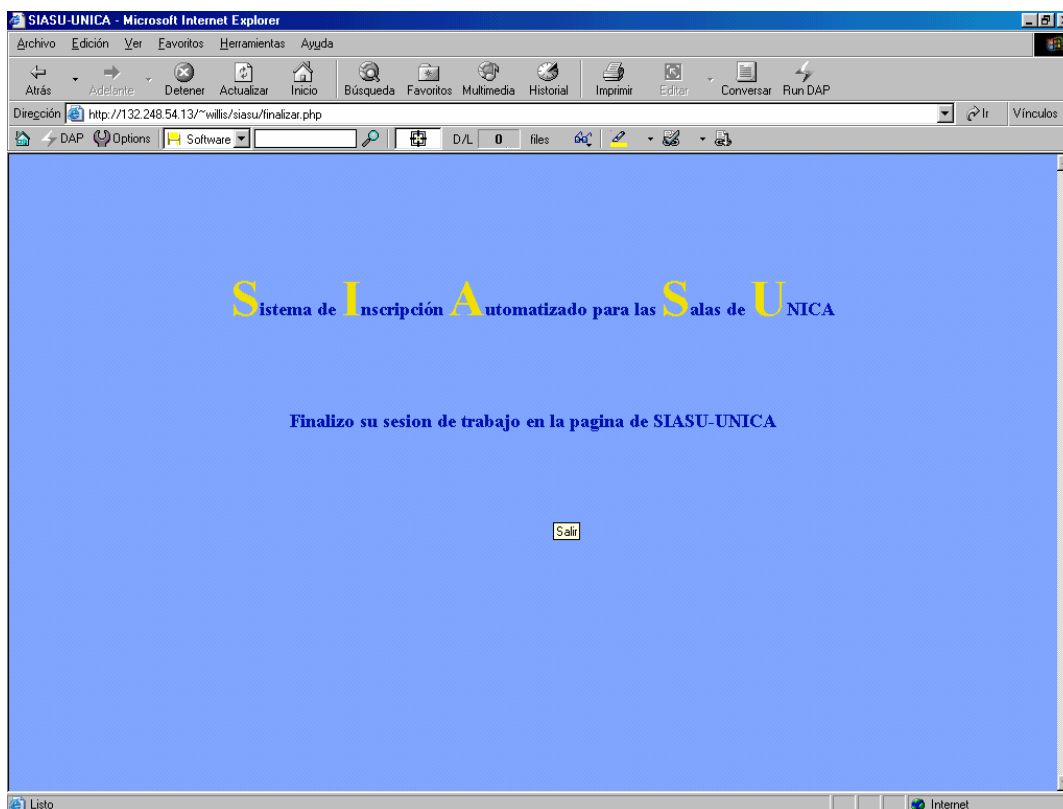 SIASU-UNICA - Microsoft Internet Explorer
Archivo Edición Ver Favoritos Herramientas Ayuda
Atrás Adelante Detener Actualizar Inicio Búsqueda Favoritos Multimedia Historial Imprimir Editar Conversar Run DAP
Dirección http://132.248.54.13/~willis/siasu/finalizar.php Ir Vínculos
DAP Options Software D/L 0 files
Sistema de Inscripción Automatizado para las Salas de UNICA
Finalizo su sesion de trabajo en la pagina de SIASU-UNICA
Salir
Listo Internet